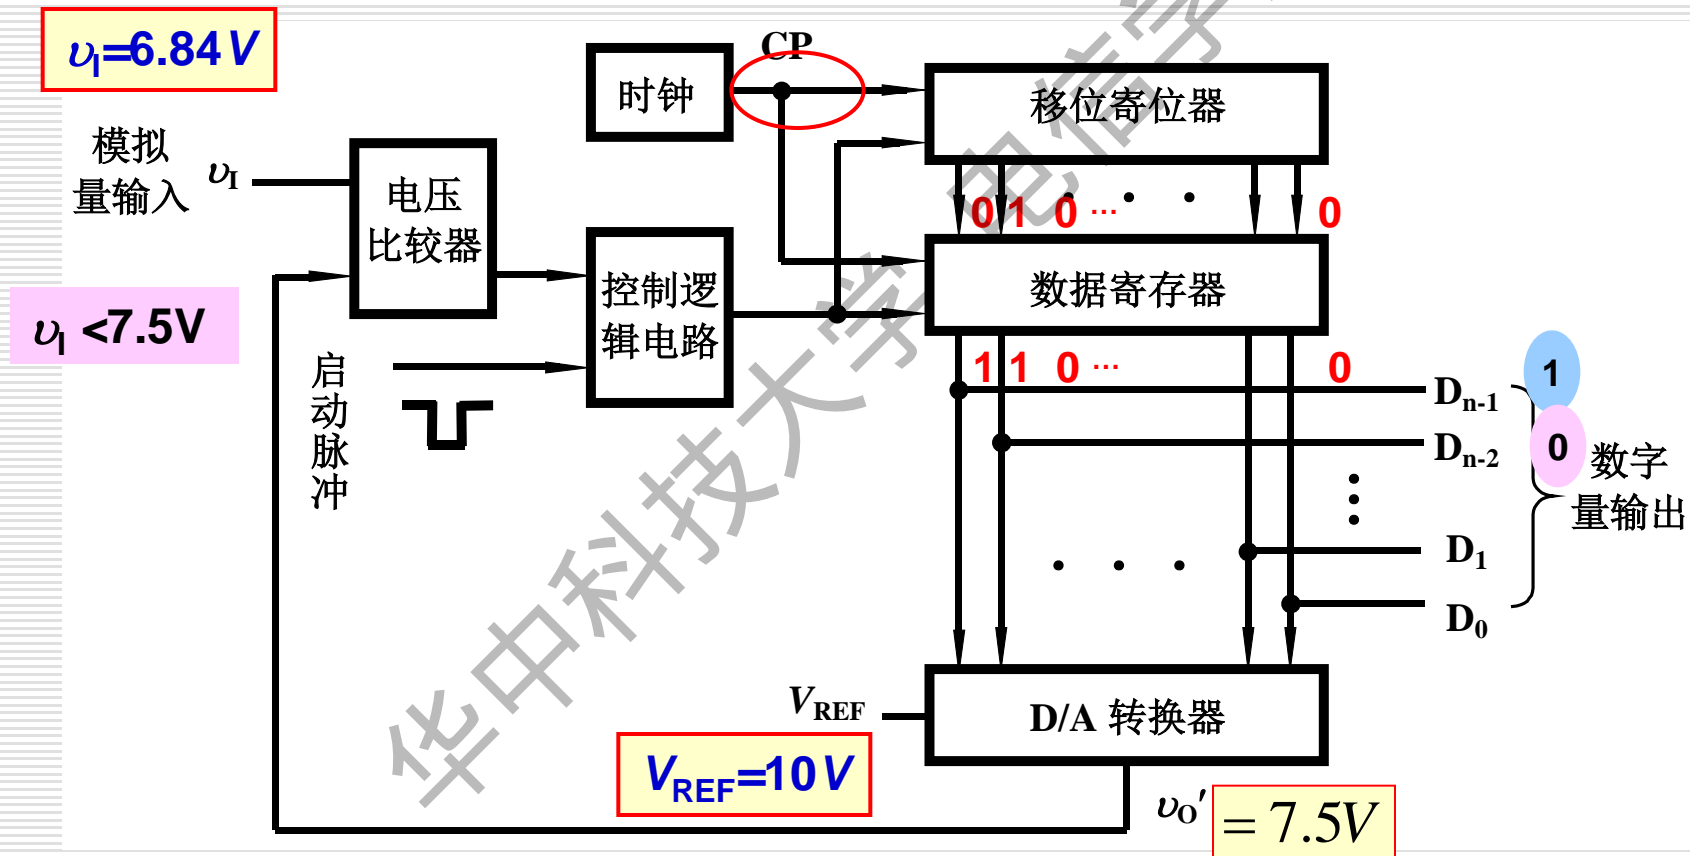 υI=6.84V
时钟
CP
移位寄位器
模拟
量输入
υI
电压
比较器
0 1 0 ··· 0
控制逻
辑电路
数据寄存器
υI <7.5V
启
动
脉
冲
1 1 0 ··· 0
Dn-1
1
Dn-2
0
数字
量输出
D1
D0
VREF
D/A 转换器
VREF=10V
υO′
= 7.5V
华中科技大学 电信学